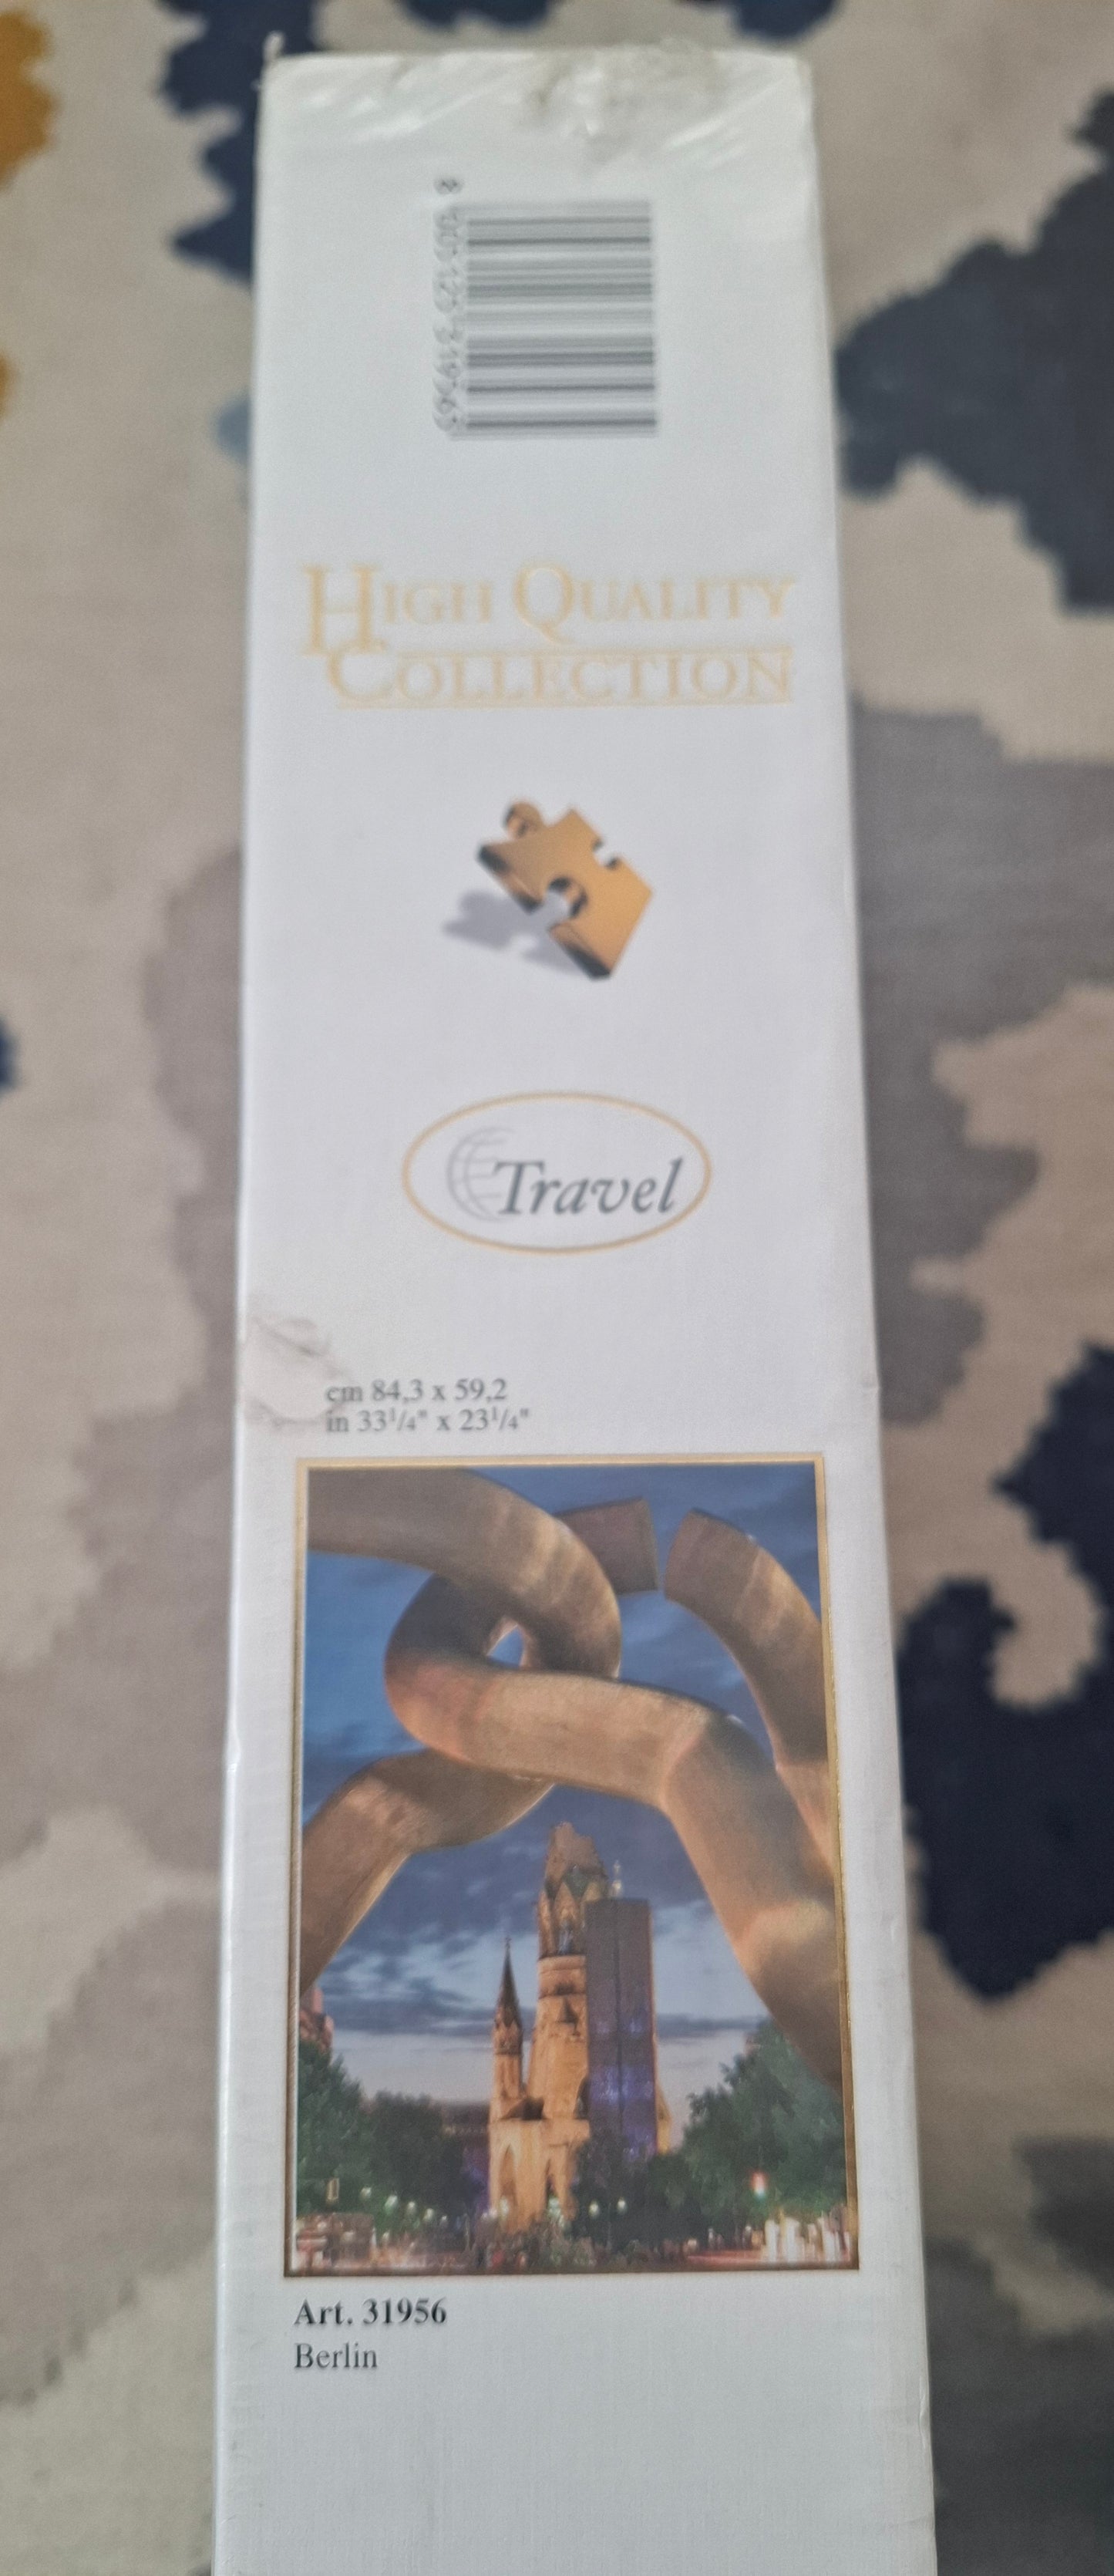 HIGH QUALITY
COLLECTION
Travel
cm 84,3 x 59,2
in 33¹/4" x 23¹/4"
Art. 31956
Berlin